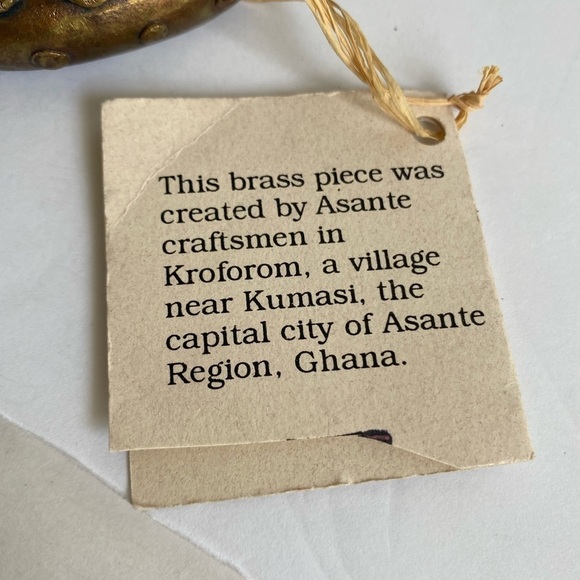 This brass piece was
created by Asante
craftsmen in
Kroforom, a village
near Kumasi, the
capital city of Asante
Region, Ghana.